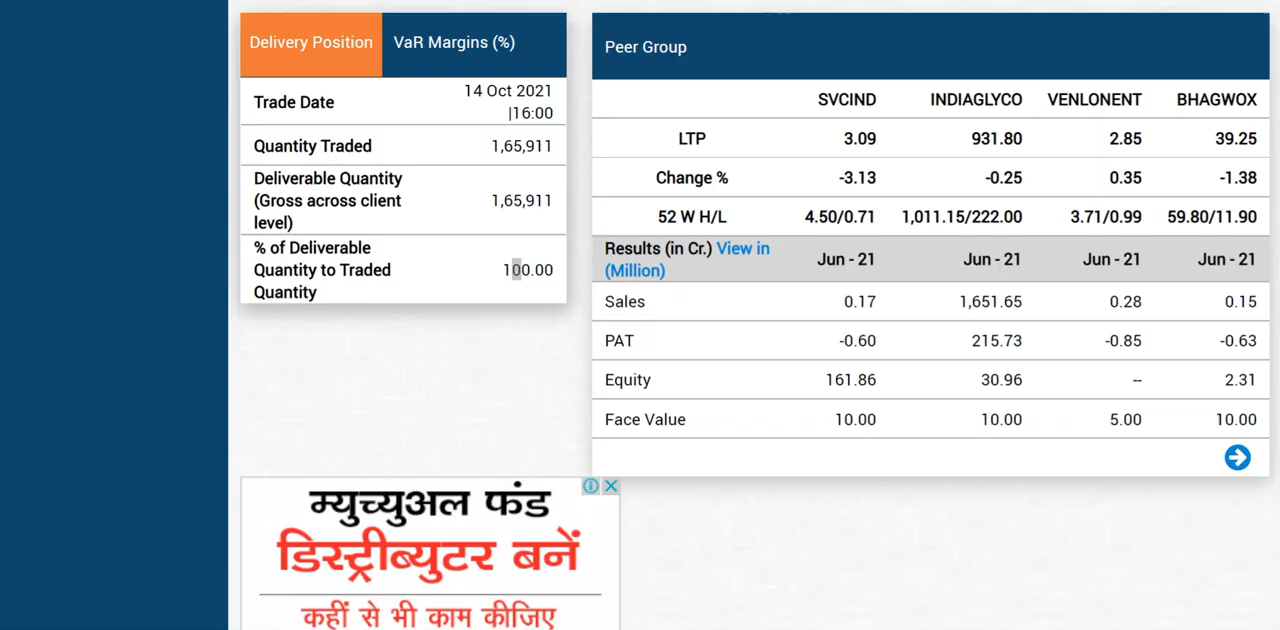 Delivery Position VaR Margins (%)
Trade Date 14 Oct 2021
|16:00
Quantity Traded 1,65,911
Deliverable Quantity
(Gross across client 1,65,911
level)
% of Deliverable
Quantity to Traded 100.00
Quantity
Peer Group
SVCIND INDIAGLYCO VENLONENT BHAGWOX
LTP 3.09 931.80 2.85 39.25
Change % -3.13 -0.25 0.35 -1.38
52 W H/L 4.50/0.71 1,011.15/222.00 3.71/0.99 59.80/11.90
Results (in Cr.) View in
(Million) Jun - 21 Jun - 21 Jun - 21 Jun - 21
Sales 0.17 1,651.65 0.28 0.15
PAT -0.60 215.73 -0.85 -0.63
Equity 161.86 30.96 -- 2.31
Face Value 10.00 10.00 5.00 10.00
म्युच्युअल फंड
डिस्ट्रीब्युटर बनें
कहीं से भी काम कीजिए